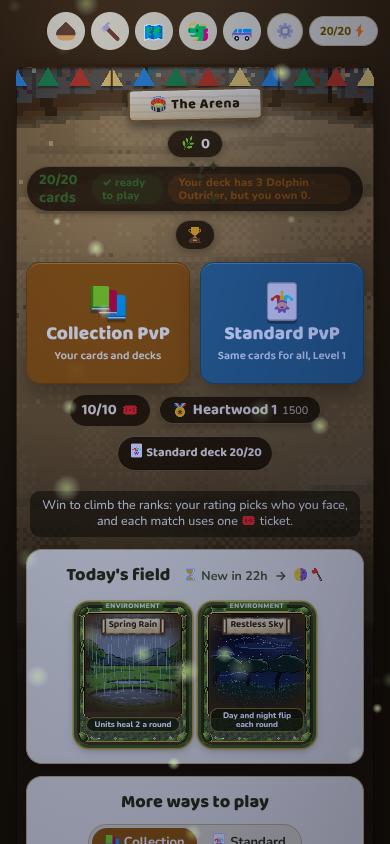 20/20
The Arena
0
20/20 cards
✓ ready to play
Your deck has 3 Dolphin Outrider, but you own 0.
Collection PvP
Your cards and decks
Standard PvP
Same cards for all, Level 1
10/10
Heartwood 1 1500
Standard deck 20/20
Win to climb the ranks: your rating picks who you face,
and each match uses one ticket.
Today's field
New in 22h →
ENVIRONMENT
Spring Rain
Units heal 2 a round
ENVIRONMENT
Restless Sky
Day and night flip
each round
More ways to play
Collection
Standard